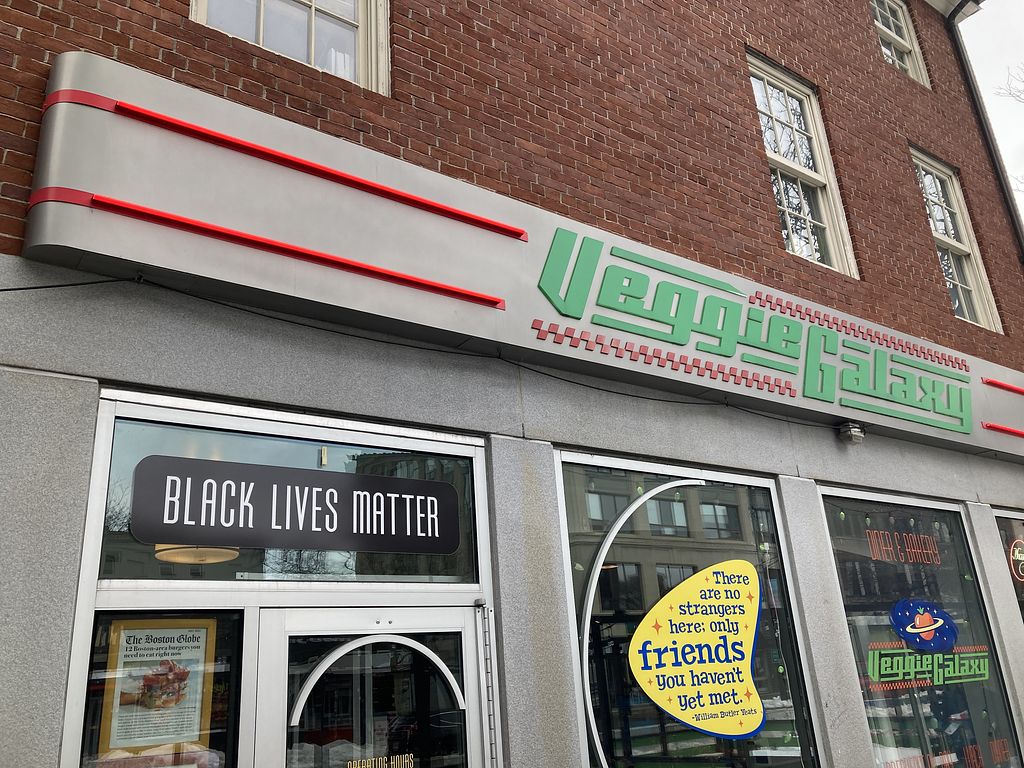 Veggie Galaxy
BLACK LIVES MATTER
The Boston Globe
12 Boston-area burgers you
need to eat right now
OPERATING HOURS
There
are no
strangers
here; only
friends
you haven't
yet met.
-William Butler Yeats
DINER & BAKERY
Veggie Galaxy